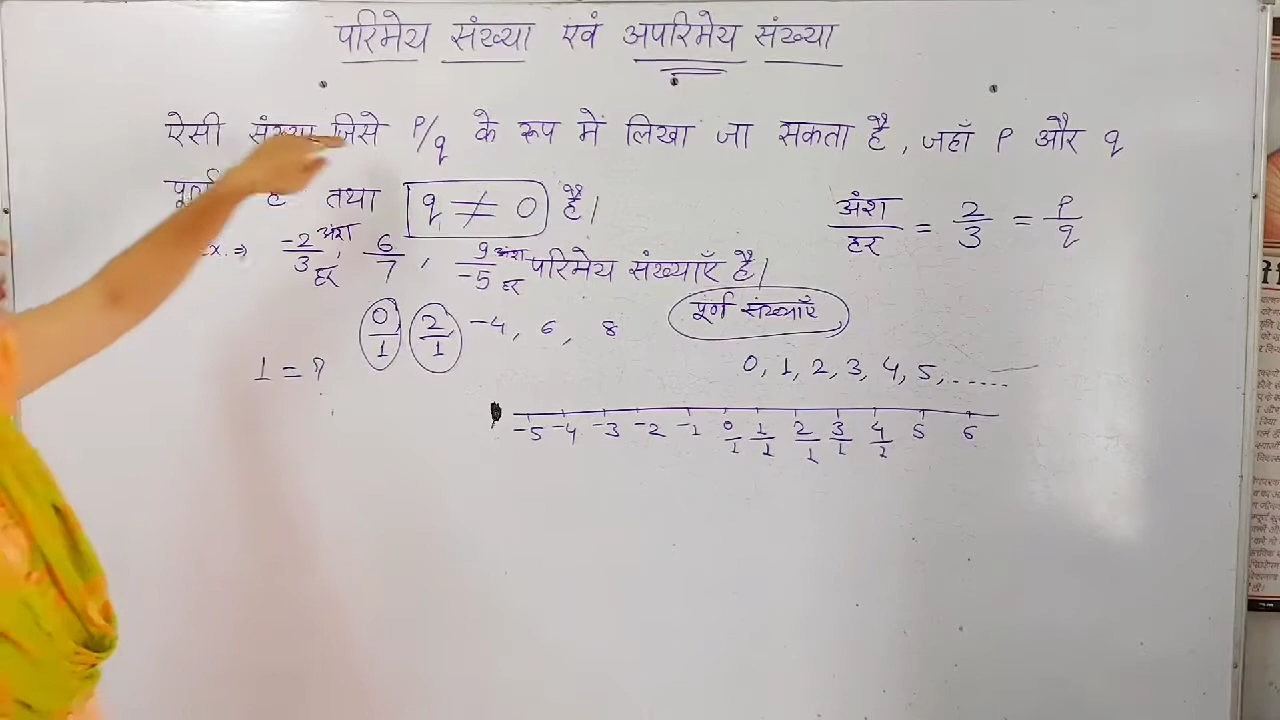 परिमेय संख्या एवं अपरिमेय संख्या
ऐसी संख्या जिसे P/q के रूप में लिखा जा सकता है, जहाँ P और q
पूर्ण है तथा q ≠ 0 है।
अंश/हर = 2/3 = P/q
x. ⇒ -2/3 अंश हर, 6/7, 9/-5 अंश हर परिमेय संख्याएँ है।
0/1 2/1 -4, 6, 8
पूर्ण संख्याएँ
1 = ?
0, 1, 2, 3, 4, 5, ......
-5 -4 -3 -2 -1 0/1 1/1 2/1 3/1 4/1 5 6